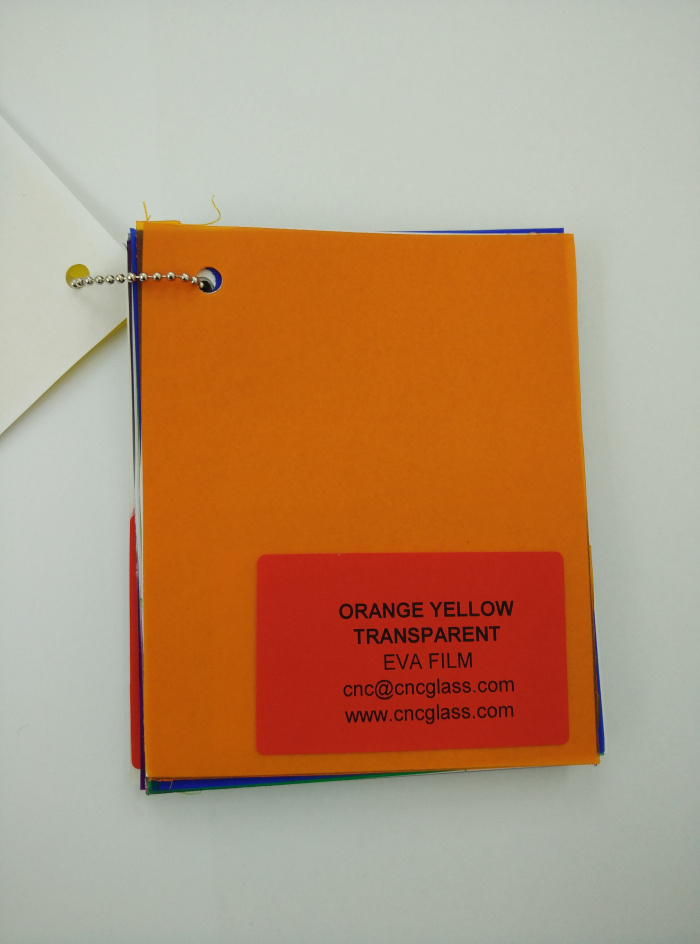 ORANGE YELLOW
TRANSPARENT
EVA FILM
cnc@cncglass.com
www.cncglass.com